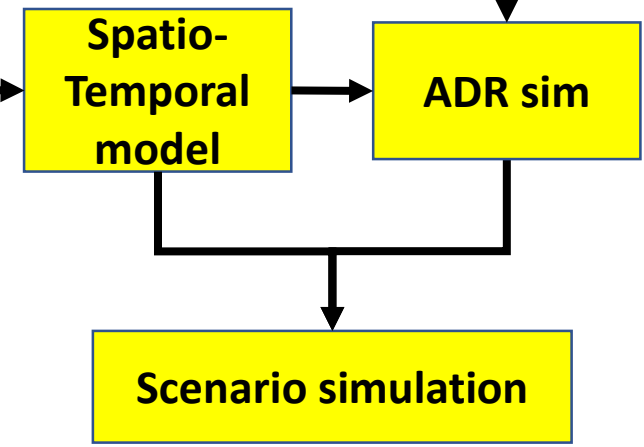 Spatio-
Temporal
model
ADR sim
Scenario simulation